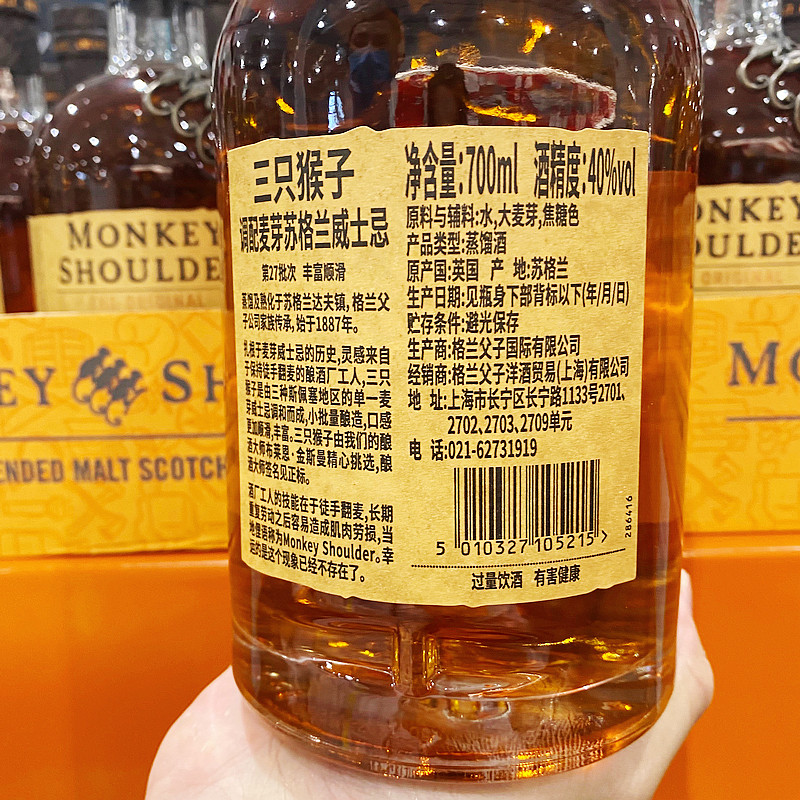 三只猴子
调配麦芽苏格兰威士忌
第27批次 丰富顺滑
蒸馏及熟化于苏格兰达夫镇,格兰父
子公司家族传承,始于1887年。
扎根于麦芽威士忌的历史,灵感来自
于保持徒手翻麦的酿酒厂工人,三只
猴子是由三种斯佩塞地区的单一麦
芽威士忌调和而成,小批量酿造,口感
更加顺滑,丰富。三只猴子由我们的酿
酒大师布莱恩·金斯曼精心挑选,酿
酒大师签名见正标。
酒厂工人的技能在于徒手翻麦,长期
重复劳动之后容易造成肌肉劳损,当
地俚语称为Monkey Shoulder。幸
运的是这个现象已经不存在了。
净含量:700ml 酒精度:40%vol
原料与辅料:水,大麦芽,焦糖色
产品类型:蒸馏酒
原产国:英国 产 地:苏格兰
生产日期:见瓶身下部背标以下(年/月/日)
贮存条件:避光保存
生产商:格兰父子国际有限公司
经销商:格兰父子洋酒贸易(上海)有限公司
地 址:上海市长宁区长宁路1133号2701、
2702,2703、2709单元
电 话:021-62731919
5 010327 105215 >
286416
过量饮酒 有害健康
MONKEY
SHOULDE
THE ORIGINAL
EY SH
ENDED MALT SCOTCH
ONKEY
OULDER
ORIGINAL
MO